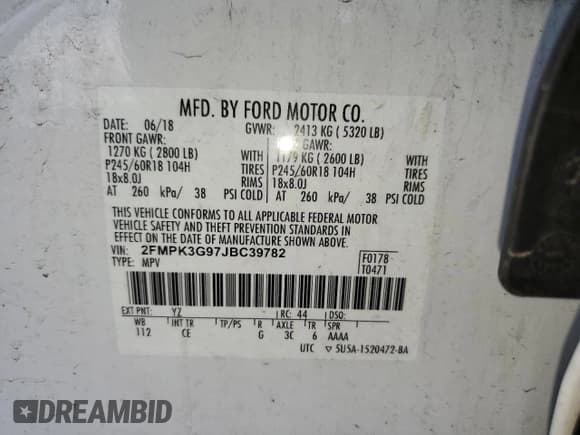 MFD. BY FORD MOTOR CO.
DATE: 06/18 GVWR: 2413 KG ( 5320 LB)
FRONT GAWR: GAWR:
1270 KG ( 2800 LB) WITH 1179 KG ( 2600 LB) WITH
P245/60R18 104H TIRES P245/60R18 104H TIRES
18x8.0J RIMS 18x8.0J RIMS
AT 260 kPa/ 38 PSI COLD AT 260 kPa/ 38 PSI COLD
THIS VEHICLE CONFORMS TO ALL APPLICABLE FEDERAL MOTOR
VEHICLE SAFETY AND THEFT PREVENTION STANDARDS IN
EFFECT ON THE DATE OF MANUFACTURE SHOWN ABOVE.
VIN: 2FMPK3G97JBC39782 F0178
TYPE: MPV T0471
EXT PNT: YZ RC: 44 DSO:
WB INT TR TP/PS R AXLE TR SPR
112 CE G 3C 6 AAAA
UTC ▽ 5U5A-1520472-BA
DREAMBID